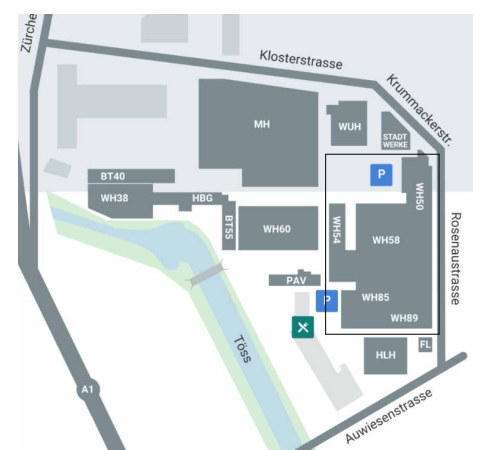 Zürche
Klosterstrasse
Krummackerstr.
MH
WUH
STADT
WERKE
P
BT40
WH38
HBG
BT55
WH60
WH54
WH50
WH58
Rosenaustrasse
PAV
P
WH85
WH89
Töss
HLH
FL
A1
Auwiesenstrasse